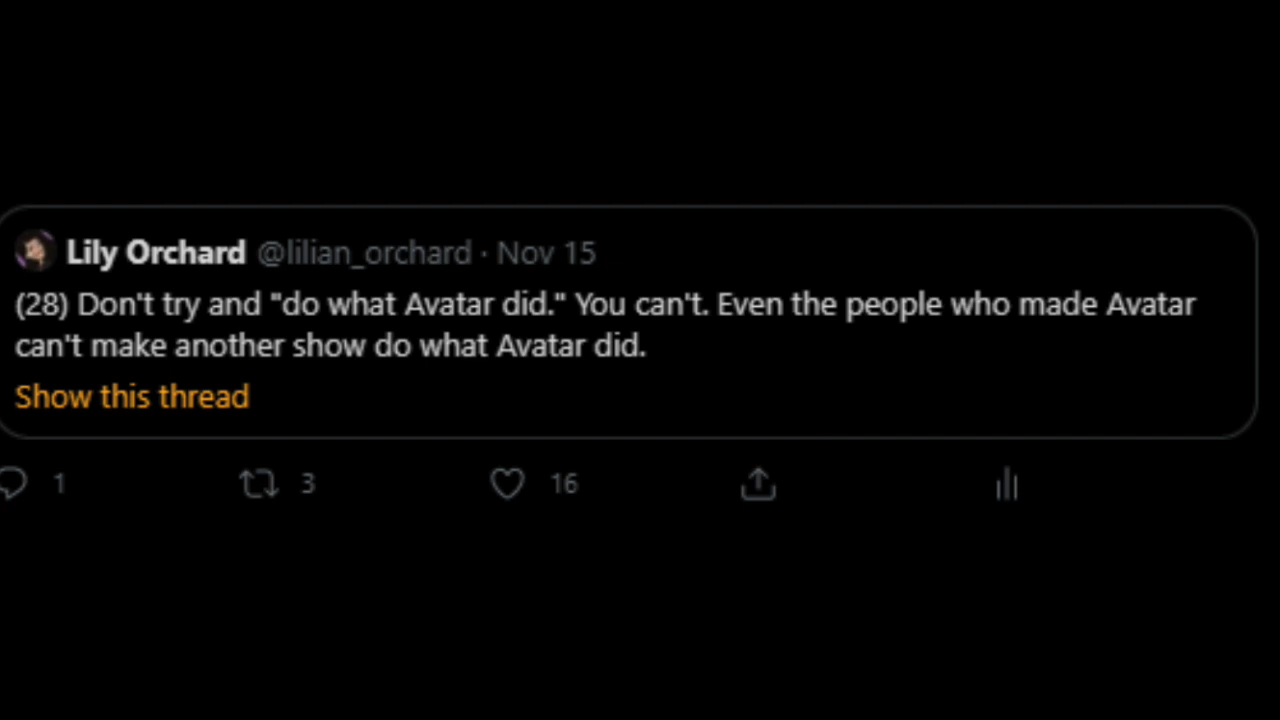 Lily Orchard @lilian_orchard · Nov 15
(28) Don't try and "do what Avatar did." You can't. Even the people who made Avatar
can't make another show do what Avatar did.
Show this thread
1 3 16